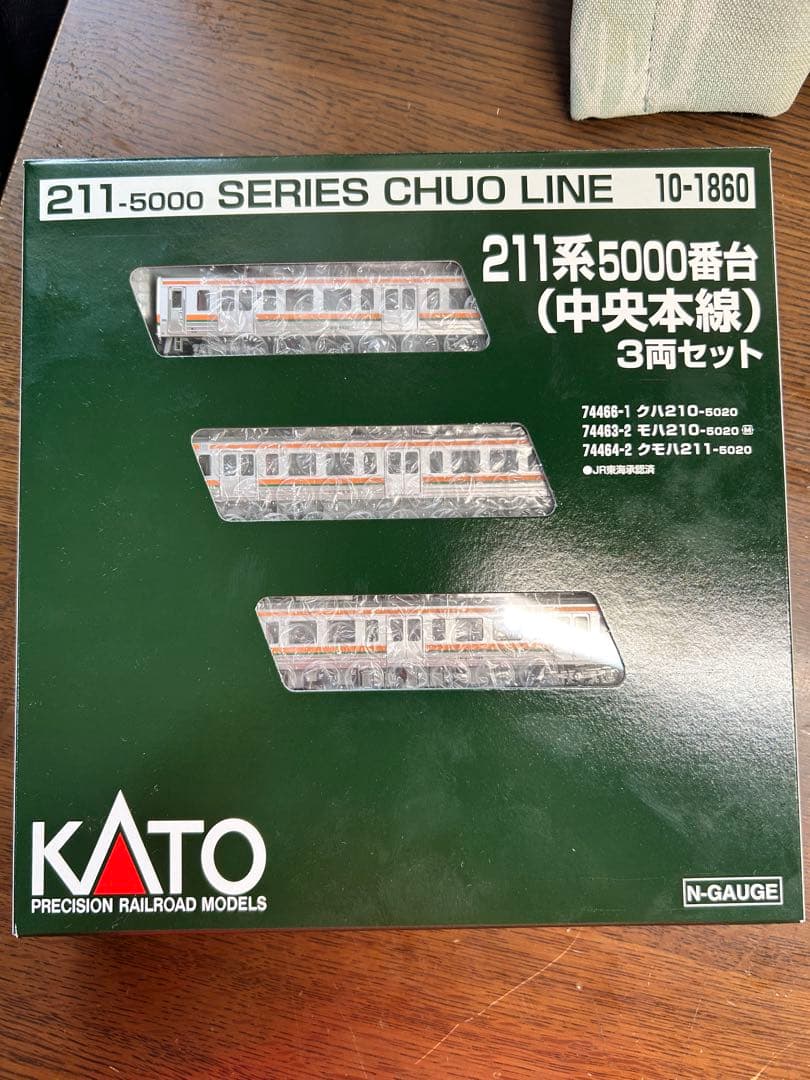 211-5000 SERIES CHUO LINE 10-1860
211系5000番台
(中央本線)
3両セット
74466-1 クハ210-5020
74463-2 モハ210-5020 M
74464-2 クモハ211-5020
●JR東海承認済
KATO
PRECISION RAILROAD MODELS
N-GAUGE